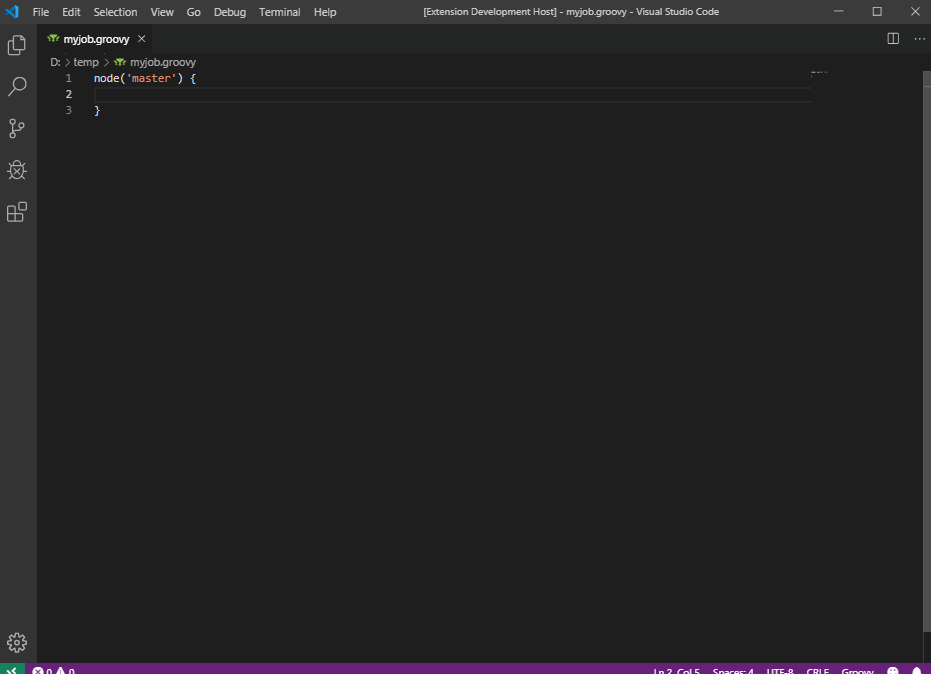 File Edit Selection View Go Debug Terminal Help [Extension Development Host] - myjob.groovy - Visual Studio Code
myjob.groovy
D: > temp > myjob.groovy
1 node('master') {
2
3 }
0 0 Ln 2, Col 5 Spaces: 4 UTF-8 CRLF Groovy